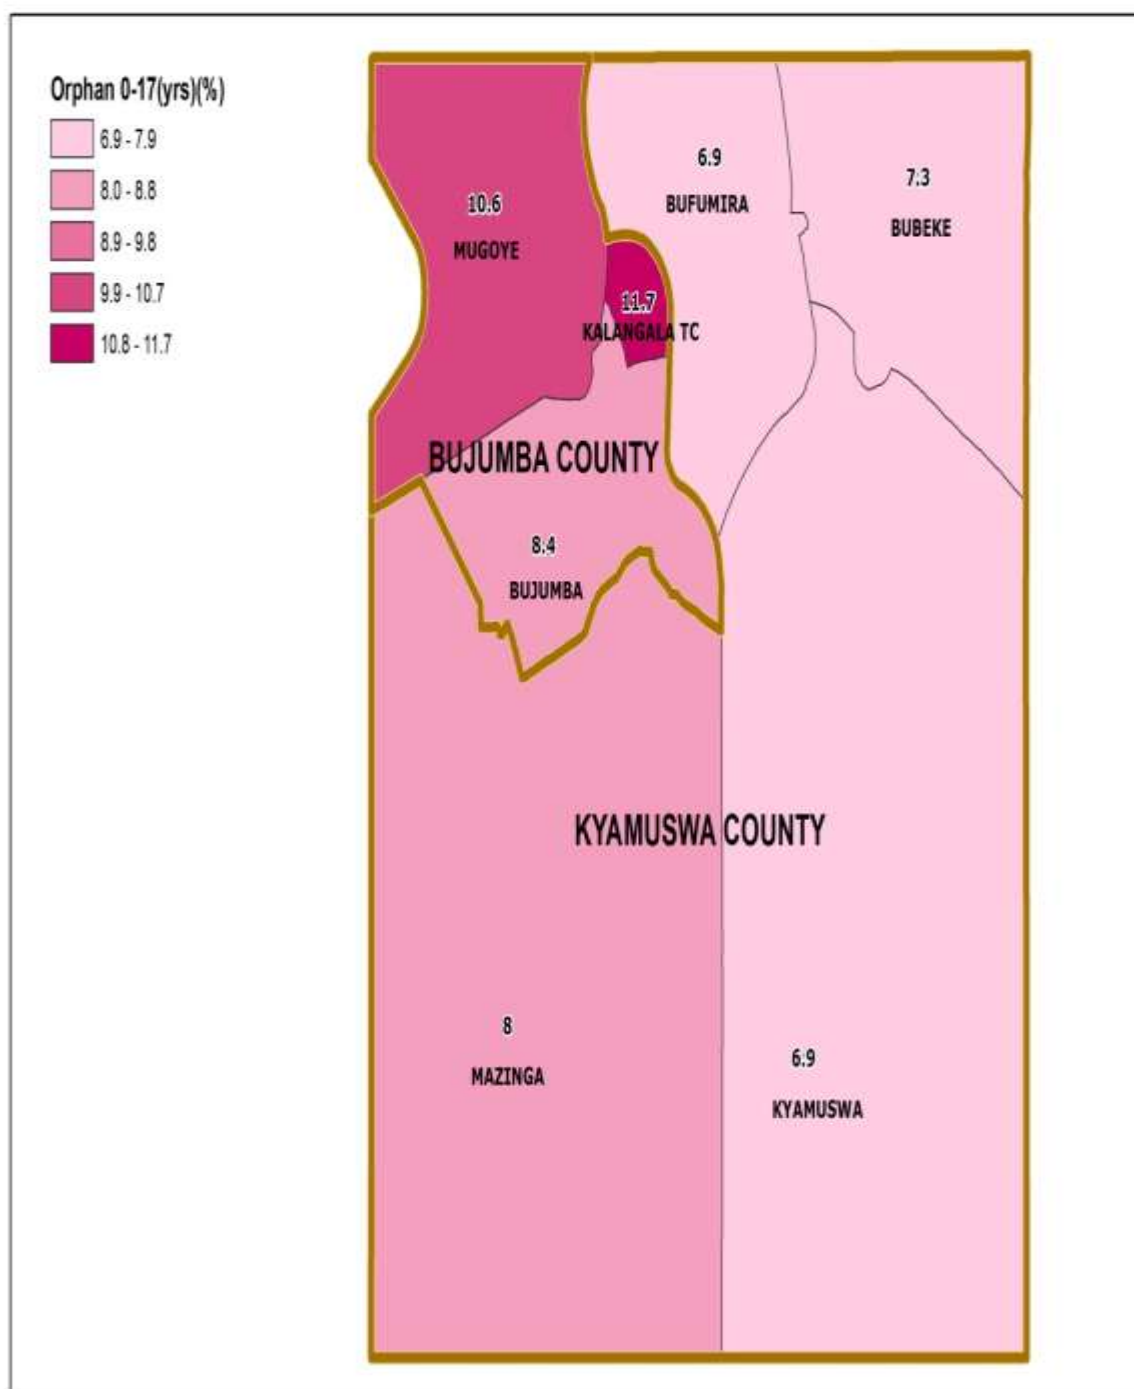 Orphan 0-17(yrs)(%)
6.9 - 7.9
8.0 - 8.8
8.9 - 9.8
9.9 - 10.7
10.8 - 11.7
10.6
MUGOYE
6.9
BUFUMIRA
7.3
BUBEKE
11.7
KALANGALA TC
BUJUMBA COUNTY
8.4
BUJUMBA
KYAMUSWA COUNTY
8
MAZINGA
6.9
KYAMUSWA